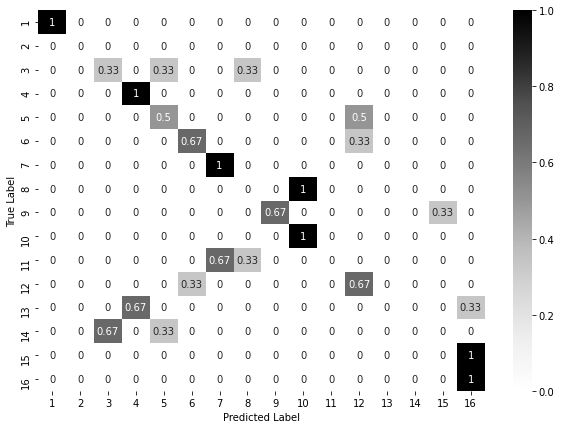 1 1 0 0 0 0 0 0 0 0 0 0 0 0 0 0 0 1.0
2 0 0 0 0 0 0 0 0 0 0 0 0 0 0 0 0
3 0 0 0.33 0 0.33 0 0 0.33 0 0 0 0 0 0 0 0
4 0 0 0 1 0 0 0 0 0 0 0 0 0 0 0 0 0.8
5 0 0 0 0 0.5 0 0 0 0 0 0 0.5 0 0 0 0
6 0 0 0 0 0 0.67 0 0 0 0 0 0.33 0 0 0 0
7 0 0 0 0 0 0 1 0 0 0 0 0 0 0 0 0 0.6
8 0 0 0 0 0 0 0 0 0 1 0 0 0 0 0 0
True Label
9 0 0 0 0 0 0 0 0 0.67 0 0 0 0 0 0.33 0
10 0 0 0 0 0 0 0 0 0 1 0 0 0 0 0 0 0.4
11 0 0 0 0 0 0 0.67 0.33 0 0 0 0 0 0 0 0
12 0 0 0 0 0 0.33 0 0 0 0 0 0.67 0 0 0 0
13 0 0 0 0.67 0 0 0 0 0 0 0 0 0 0 0 0.33 0.2
14 0 0 0.67 0 0.33 0 0 0 0 0 0 0 0 0 0 0
15 0 0 0 0 0 0 0 0 0 0 0 0 0 0 0 1
16 0 0 0 0 0 0 0 0 0 0 0 0 0 0 0 1 0.0
1 2 3 4 5 6 7 8 9 10 11 12 13 14 15 16
Predicted Label